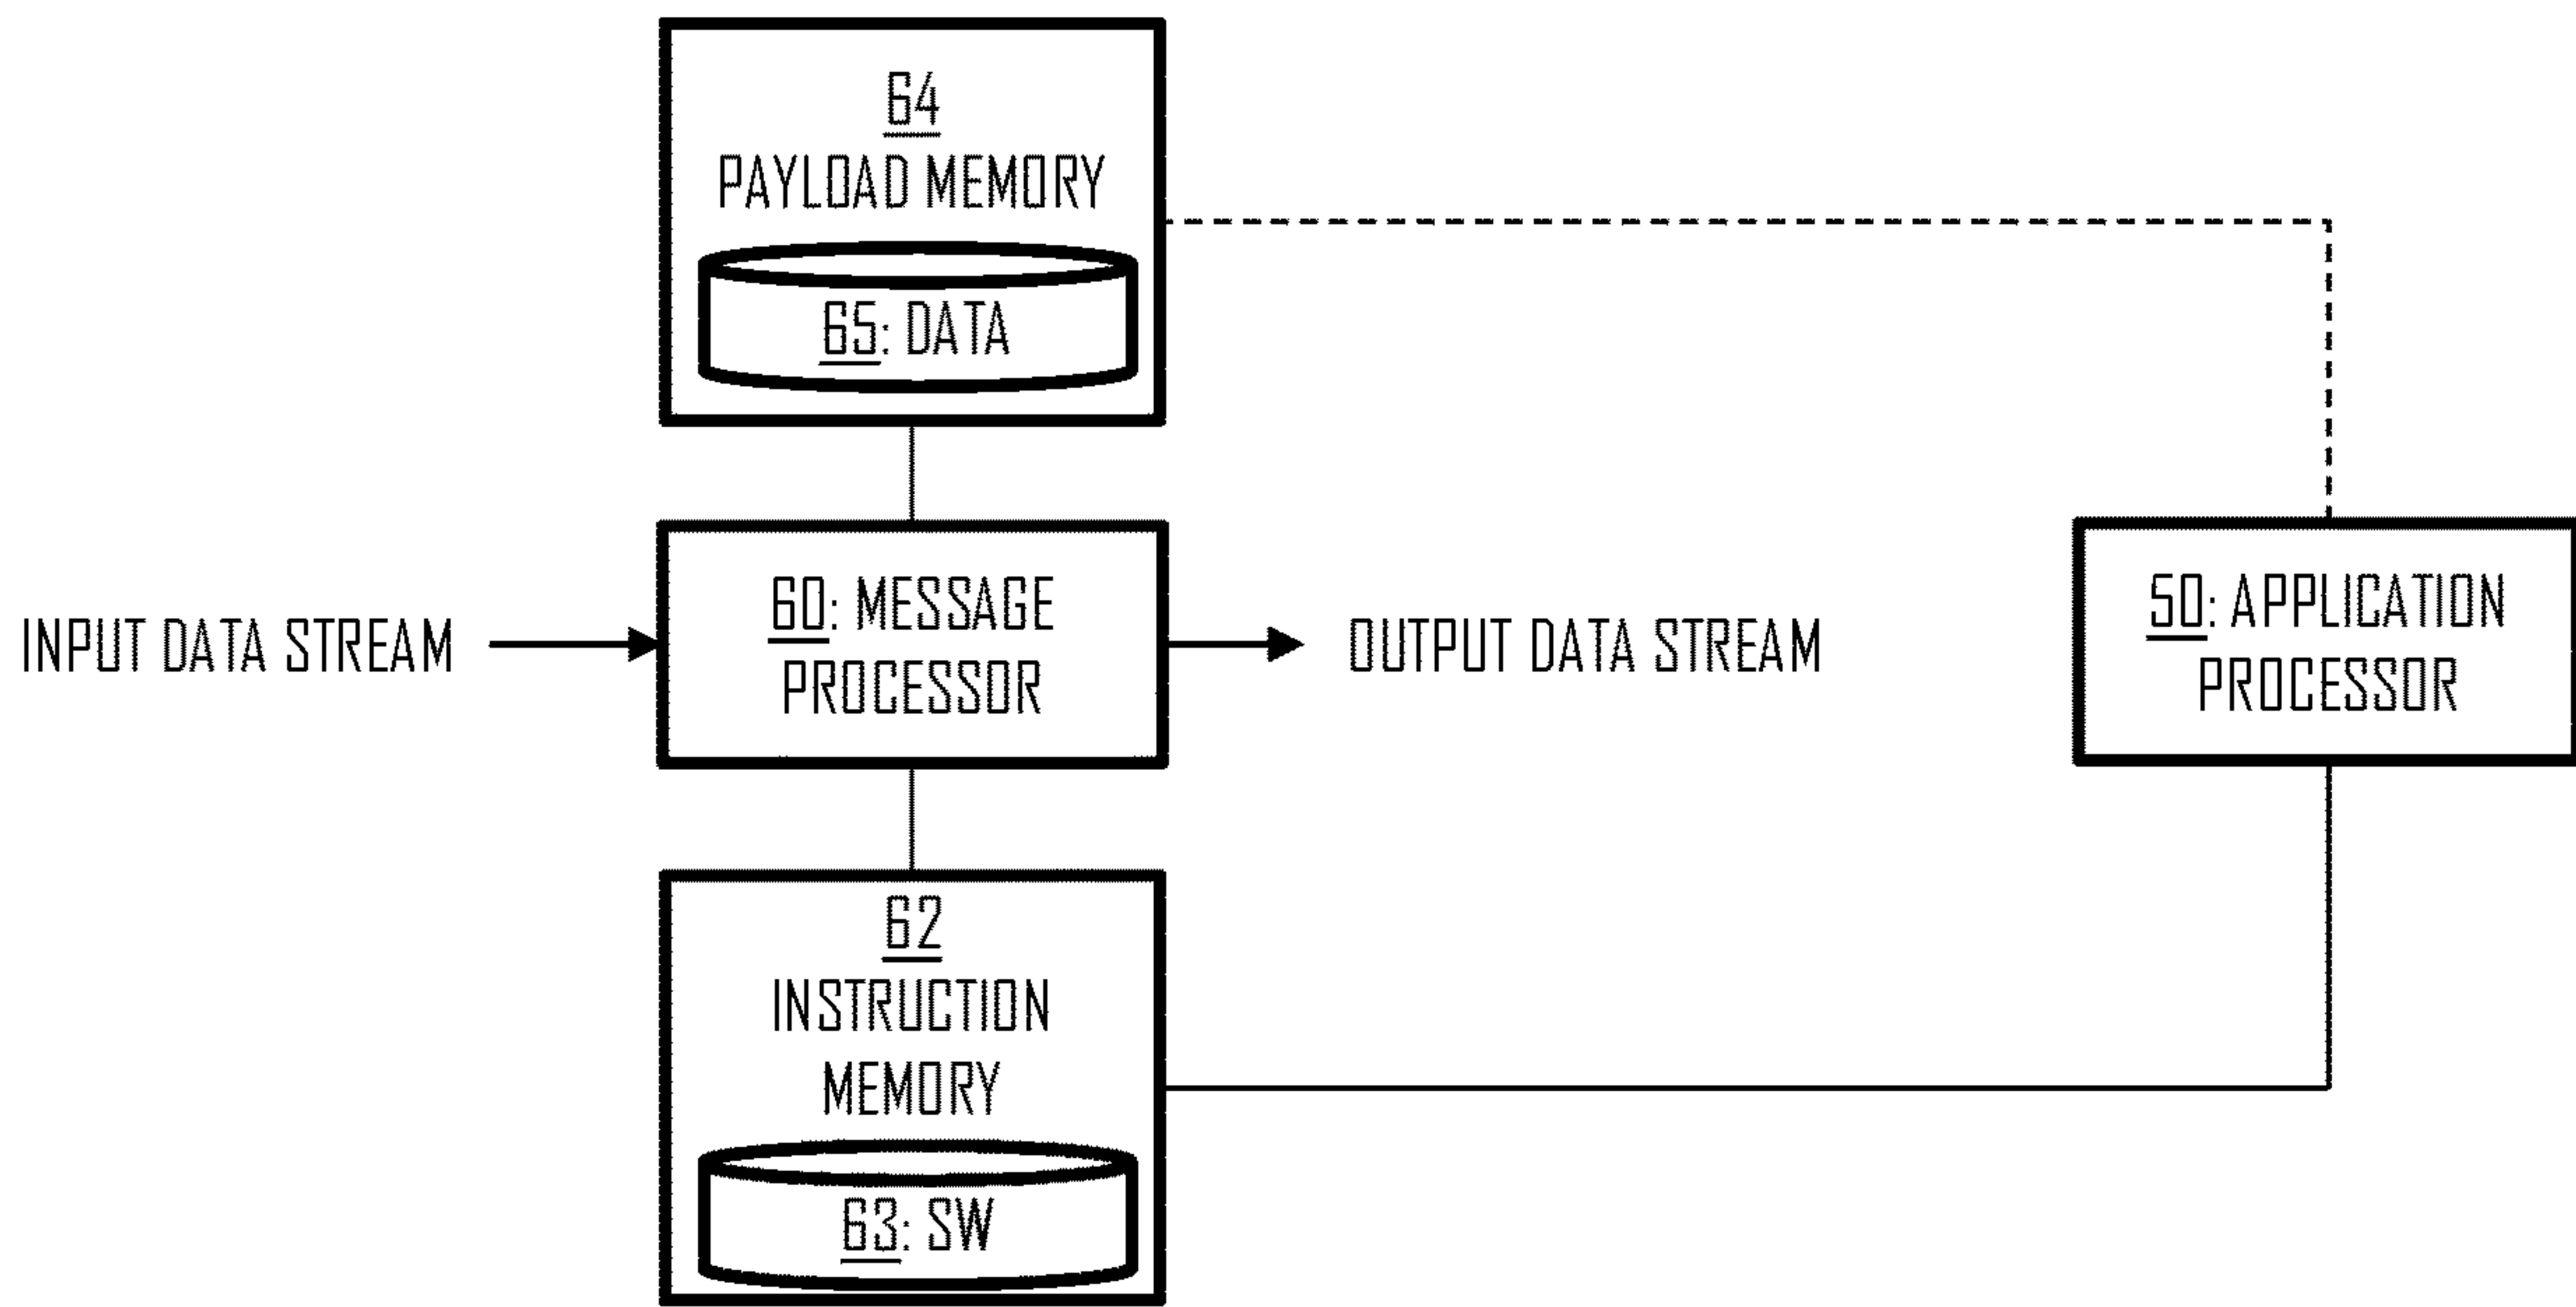 64
PAYLOAD MEMORY
65: DATA
INPUT DATA STREAM
60: MESSAGE
PROCESSOR
OUTPUT DATA STREAM
50: APPLICATION
PROCESSOR
62
INSTRUCTION
MEMORY
63: SW